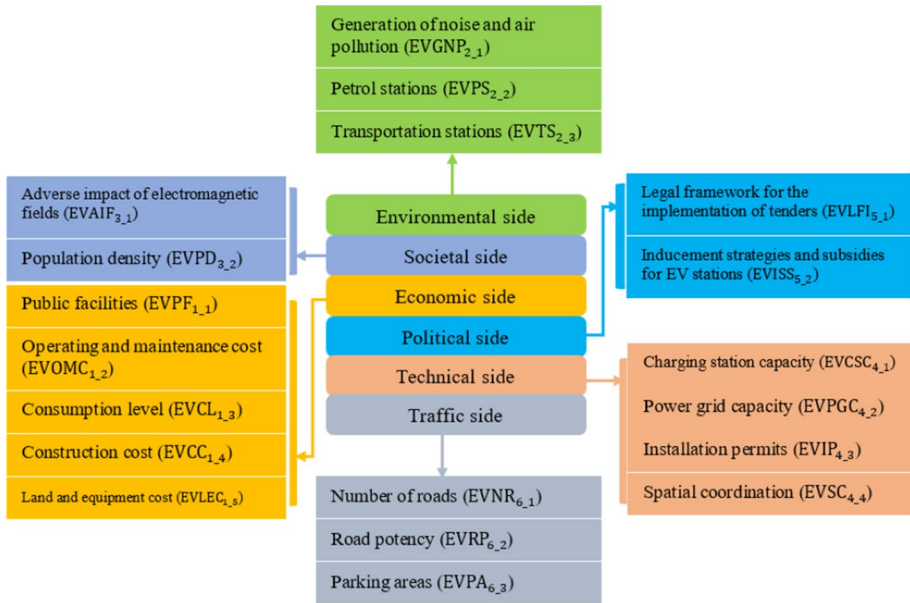 Generation of noise and air
pollution (EVGNP2_1)
Petrol stations (EVPS2_2)
Transportation stations (EVTS2_3)
Adverse impact of electromagnetic
fields (EVAIF3_1)
Population density (EVPD3_2)
Public facilities (EVPF1_1)
Operating and maintenance cost
(EVOMC1_2)
Consumption level (EVCL1_3)
Construction cost (EVCC1_4)
Land and equipment cost (EVLEC1_5)
Environmental side
Societal side
Economic side
Political side
Technical side
Traffic side
Legal framework for the
implementation of tenders (EVLFI5_1)
Inducement strategies and subsidies
for EV stations (EVISS5_2)
Charging station capacity (EVCSC4_1)
Power grid capacity (EVPGC4_2)
Installation permits (EVIP4_3)
Spatial coordination (EVSC4_4)
Number of roads (EVNR6_1)
Road potency (EVRP6_2)
Parking areas (EVPA6_3)